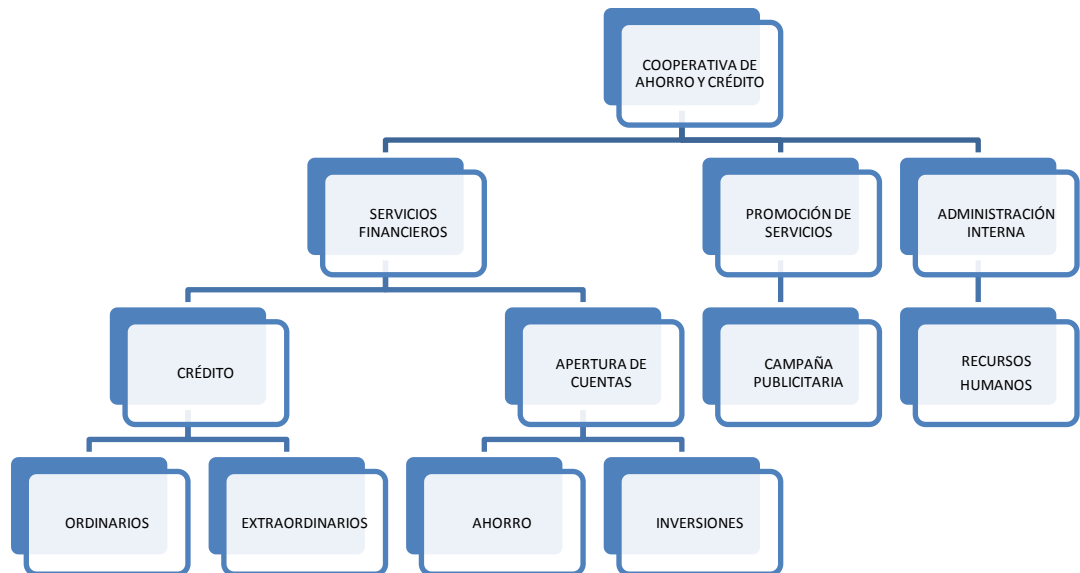 COOPERATIVA DE
AHORRO Y CRÉDITO
SERVICIOS
FINANCIEROS
PROMOCIÓN DE
SERVICIOS
ADMINISTRACIÓN
INTERNA
CRÉDITO
APERTURA DE
CUENTAS
CAMPAÑA
PUBLICITARIA
RECURSOS
HUMANOS
ORDINARIOS
EXTRAORDINARIOS
AHORRO
INVERSIONES